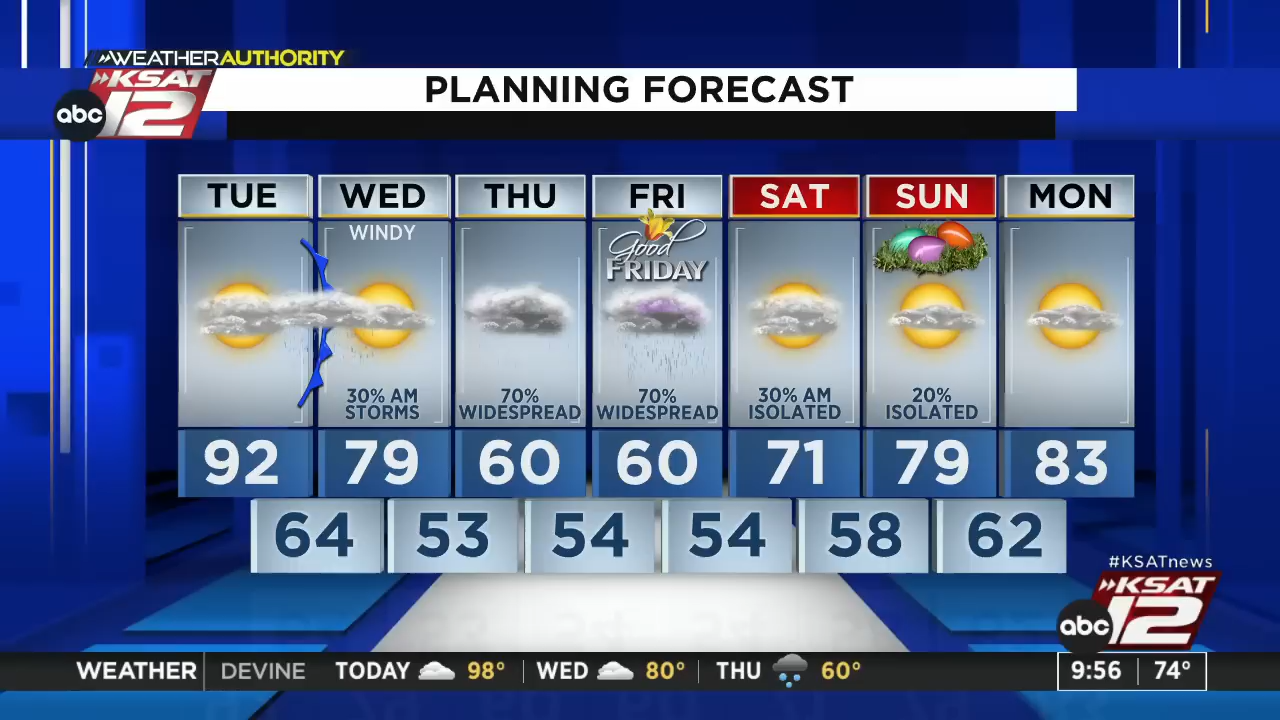 WEATHERAUTHORITY
KSAT
abc 12
PLANNING FORECAST
TUE WED THU FRI SAT SUN MON
WINDY
Good
FRIDAY
30% AM
STORMS
70%
WIDESPREAD
70%
WIDESPREAD
30% AM
ISOLATED
20%
ISOLATED
92 79 60 60 71 79 83
64 53 54 54 58 62
#KSATnews
KSAT
abc 12
WEATHER DEVINE TODAY 98° WED 80° THU 60° 9:56 74°